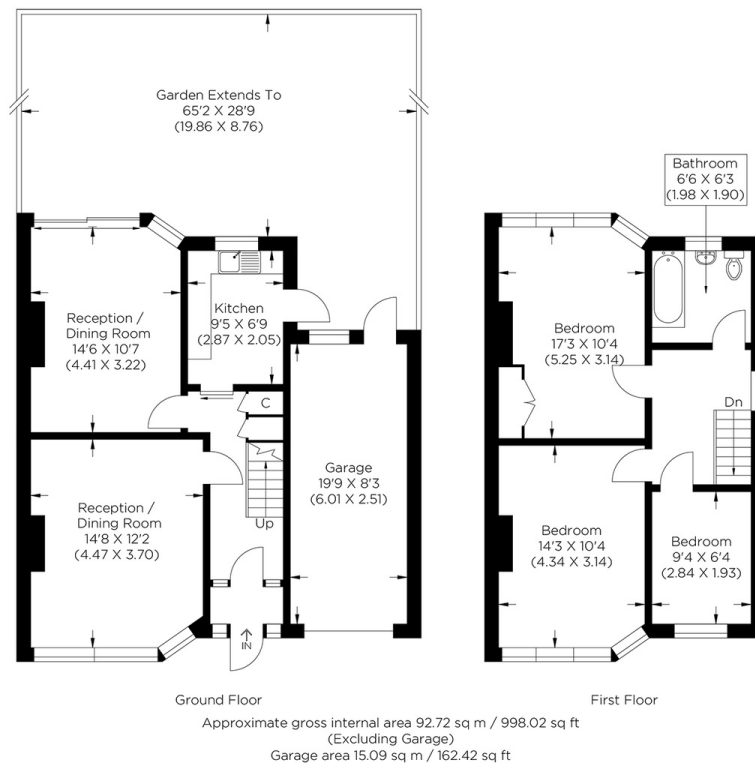 Garden Extends To
65'2 X 28'9
(19.86 X 8.76)
Bathroom
6'6 X 6'3
(1.98 X 1.90)
Reception /
Dining Room
14'6 X 10'7
(4.41 X 3.22)
Kitchen
9'5 X 6'9
(2.87 X 2.05)
Bedroom
17'3 X 10'4
(5.25 X 3.14)
C
Dn
Reception /
Dining Room
14'8 X 12'2
(4.47 X 3.70)
Up
Garage
19'9 X 8'3
(6.01 X 2.51)
Bedroom
14'3 X 10'4
(4.34 X 3.14)
Bedroom
9'4 X 6'4
(2.84 X 1.93)
IN
Ground Floor
First Floor
Approximate gross internal area 92.72 sq m / 998.02 sq ft
(Excluding Garage)
Garage area 15.09 sq m / 162.42 sq ft